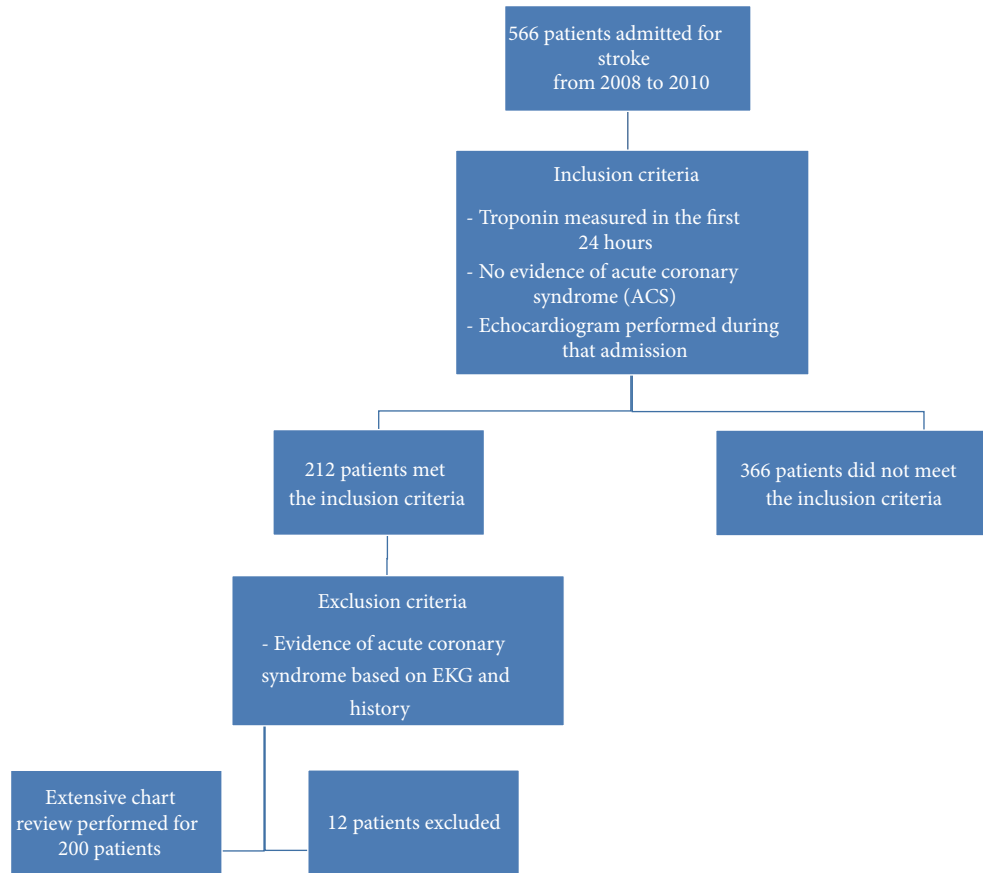 566 patients admitted for
stroke
from 2008 to 2010
Inclusion criteria
- Troponin measured in the first
24 hours
- No evidence of acute coronary
syndrome (ACS)
- Echocardiogram performed during
that admission
212 patients met
the inclusion criteria
366 patients did not meet
the inclusion criteria
Exclusion criteria
- Evidence of acute coronary
syndrome based on EKG and
history
Extensive chart
review performed for
200 patients
12 patients excluded